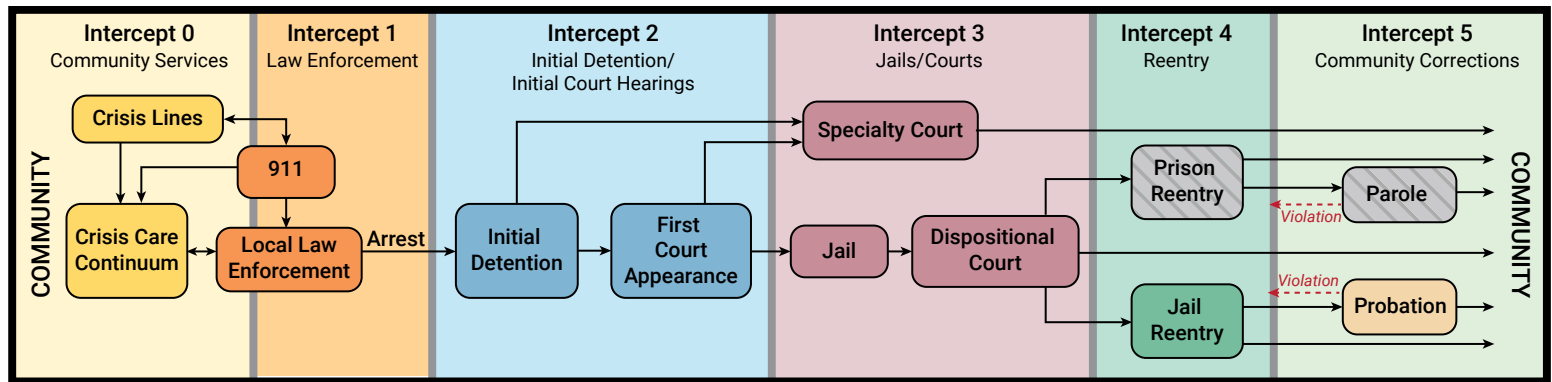 Intercept 0
Community Services
Intercept 1
Law Enforcement
Intercept 2
Initial Detention/
Initial Court Hearings
Intercept 3
Jails/Courts
Intercept 4
Reentry
Intercept 5
Community Corrections
COMMUNITY
Crisis Lines
911
Crisis Care
Continuum
Local Law
Enforcement
Arrest
Initial
Detention
First
Court
Appearance
Specialty Court
Jail
Dispositional
Court
Prison
Reentry
Jail
Reentry
Violation
Parole
Violation
Probation
COMMUNITY